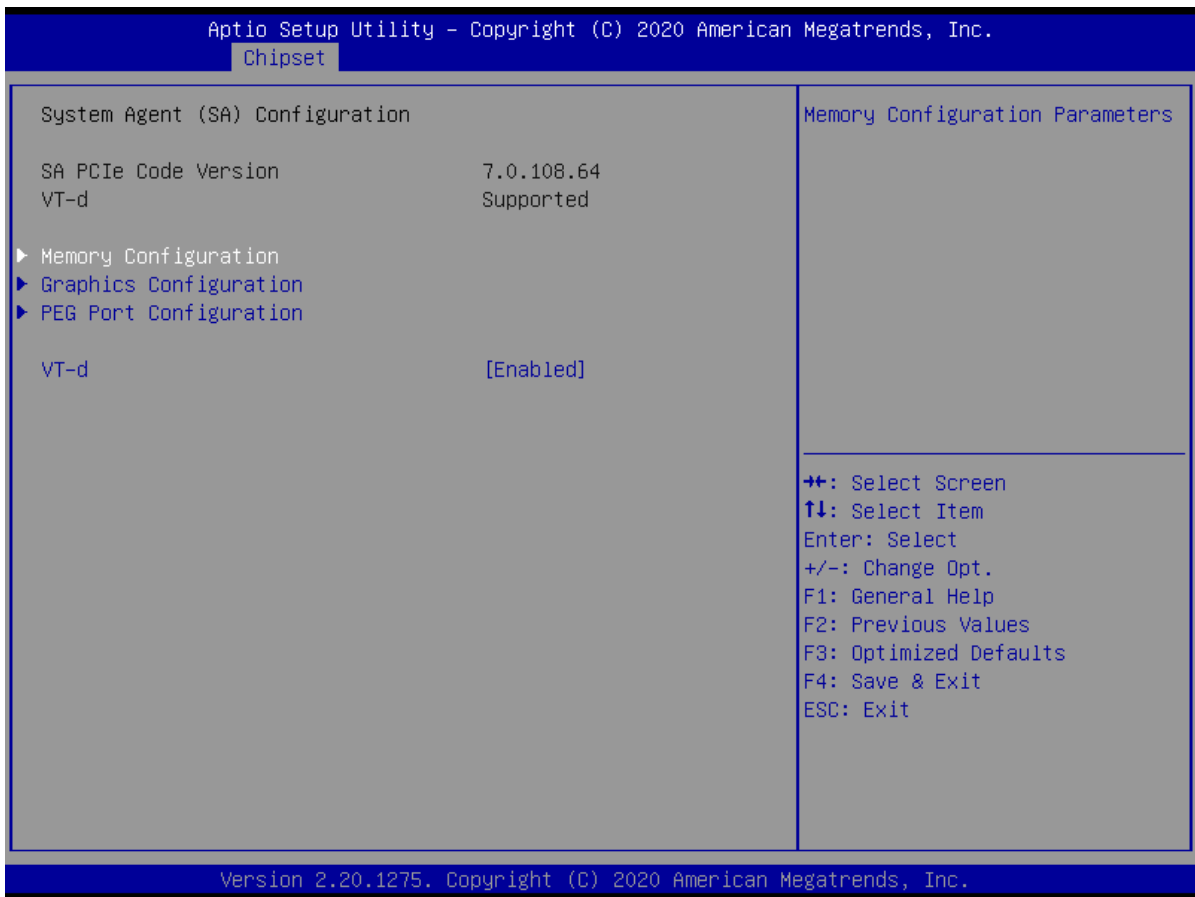 Aptio Setup Utility – Copyright (C) 2020 American Megatrends, Inc.
Chipset
System Agent (SA) Configuration
SA PCIe Code Version 7.0.108.64
VT-d Supported
▶ Memory Configuration
▶ Graphics Configuration
▶ PEG Port Configuration
VT-d [Enabled]
Memory Configuration Parameters
→←: Select Screen
↑↓: Select Item
Enter: Select
+/-: Change Opt.
F1: General Help
F2: Previous Values
F3: Optimized Defaults
F4: Save & Exit
ESC: Exit
Version 2.20.1275. Copyright (C) 2020 American Megatrends, Inc.